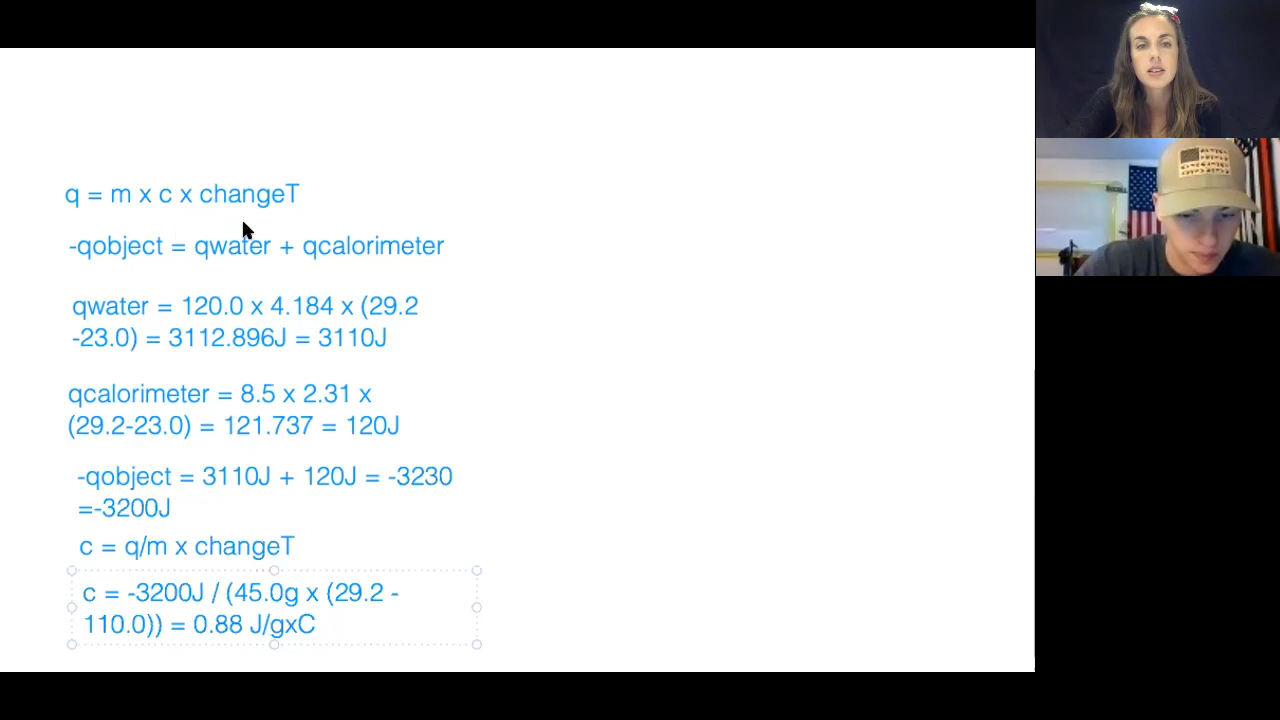 q = m x c x changeT
-qobject = qwater + qcalorimeter
qwater = 120.0 x 4.184 x (29.2
-23.0) = 3112.896J = 3110J
qcalorimeter = 8.5 x 2.31 x
(29.2-23.0) = 121.737 = 120J
-qobject = 3110J + 120J = -3230
=-3200J
c = q/m x changeT
c = -3200J / (45.0g x (29.2 -
110.0)) = 0.88 J/gxC